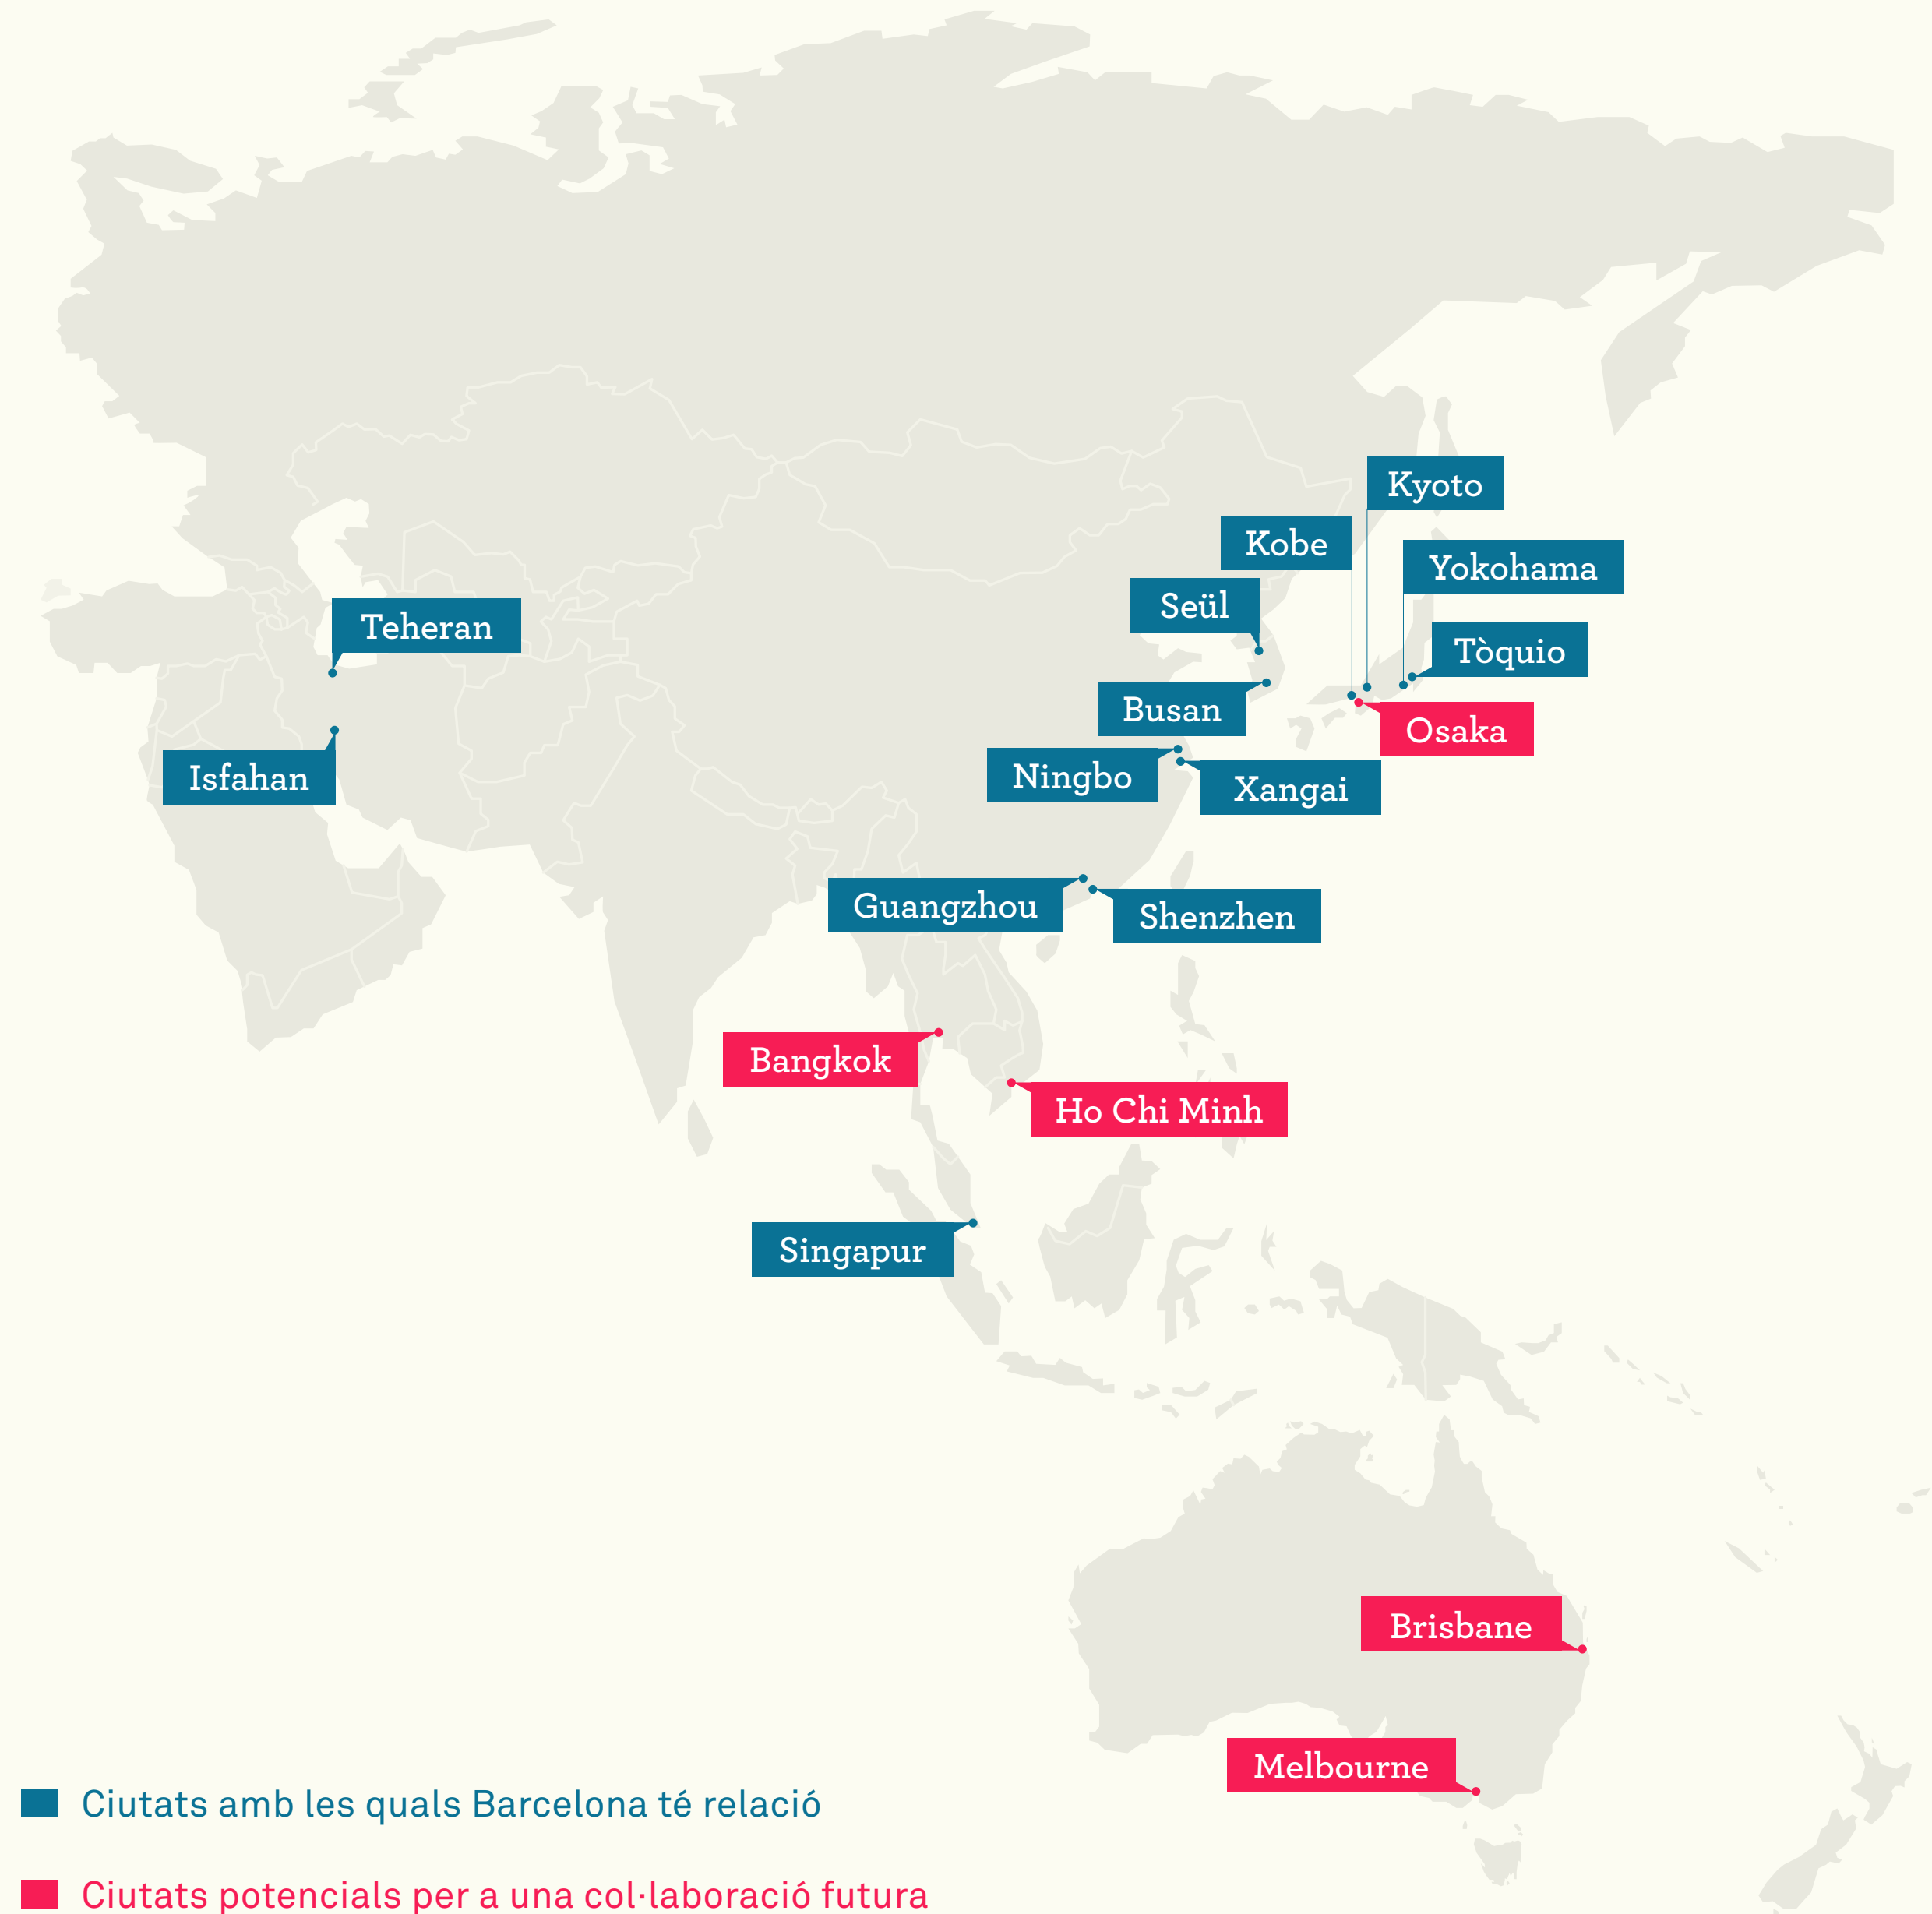 Kyoto
Kobe
Yokohama
Seül
Teheran
Tòquio
Busan
Osaka
Ningbo
Isfahan
Xangai
Guangzhou
Shenzhen
Bangkok
Ho Chi Minh
Singapur
Brisbane
Melbourne
Ciutats amb les quals Barcelona té relació
Ciutats potencials per a una col·laboració futura